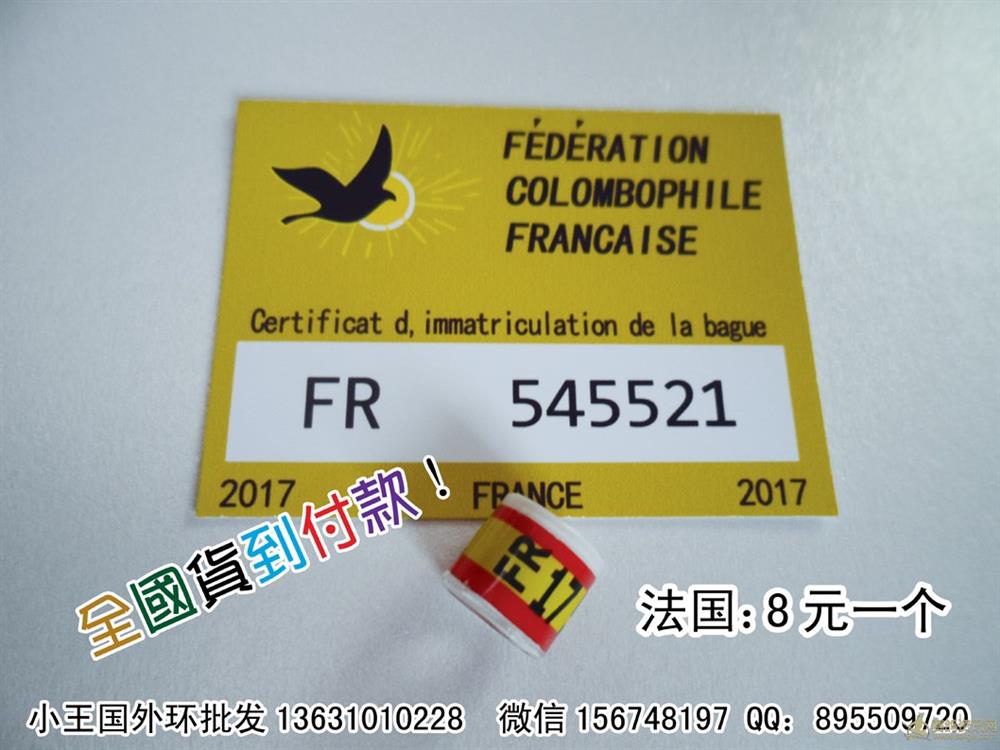 FÉDÉRATION
COLOMBOPHILE
FRANCAISE
Certificat d, immatriculation de la bague
FR 545521
2017 FRANCE 2017
全國貨到付款！
FR
17
法国：8元一个
小王国外环批发 13631010228 微信 156748197 QQ：895509720